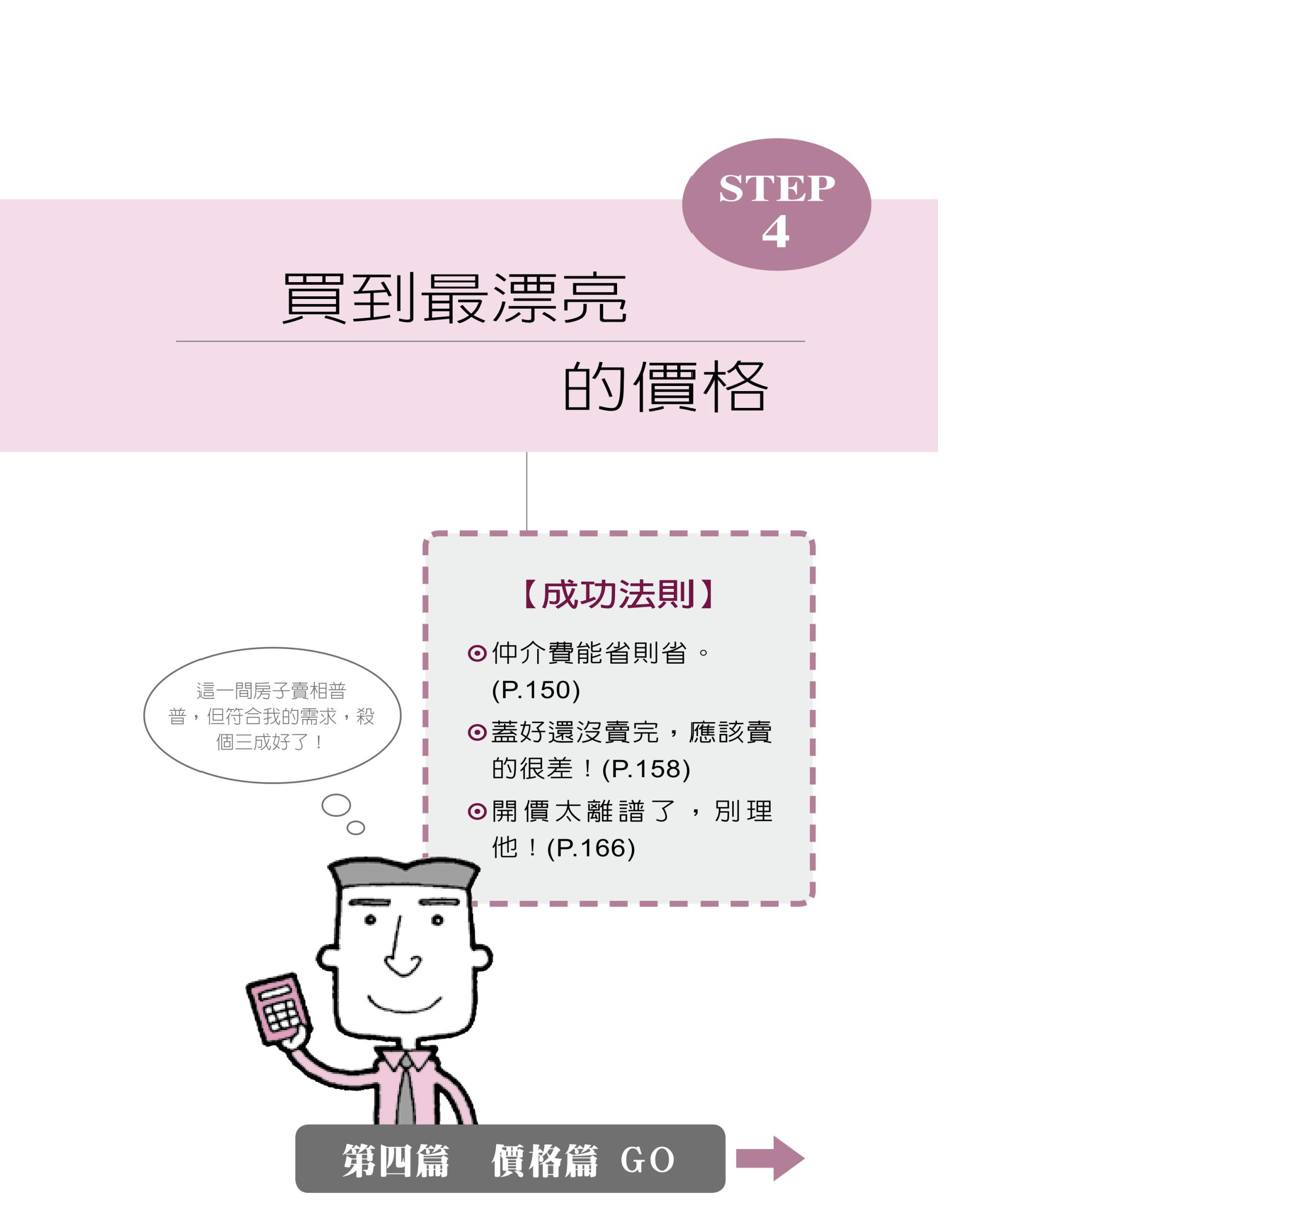 STEP
4
買到最漂亮
的價格
【成功法則】
仲介費能省則省。
(P.150)
蓋好還沒賣完，應該賣
的很差！(P.158)
開價太離譜了，別理
他！(P.166)
這一間房子賣相普
普，但符合我的需求，殺
個三成好了！
第四篇　價格篇 GO